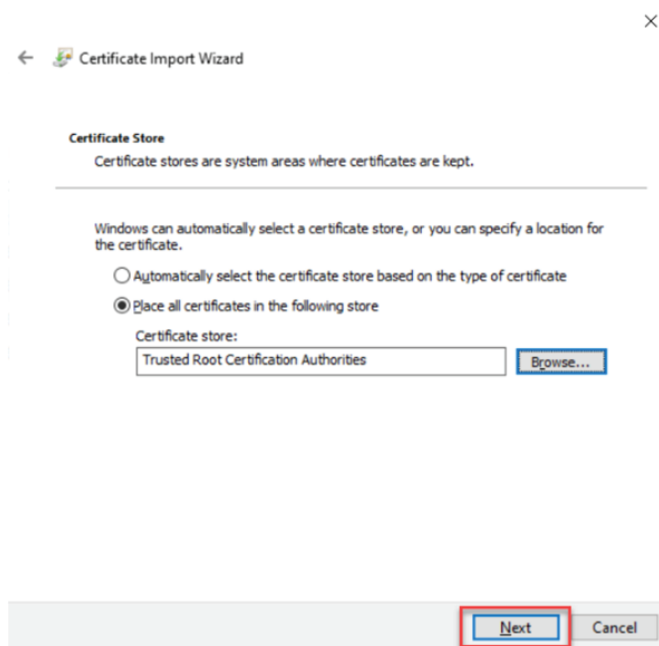 Certificate Import Wizard
Certificate Store
Certificate stores are system areas where certificates are kept.
Windows can automatically select a certificate store, or you can specify a location for
the certificate.
Automatically select the certificate store based on the type of certificate
Place all certificates in the following store
Certificate store:
Trusted Root Certification Authorities
Browse...
Next
Cancel